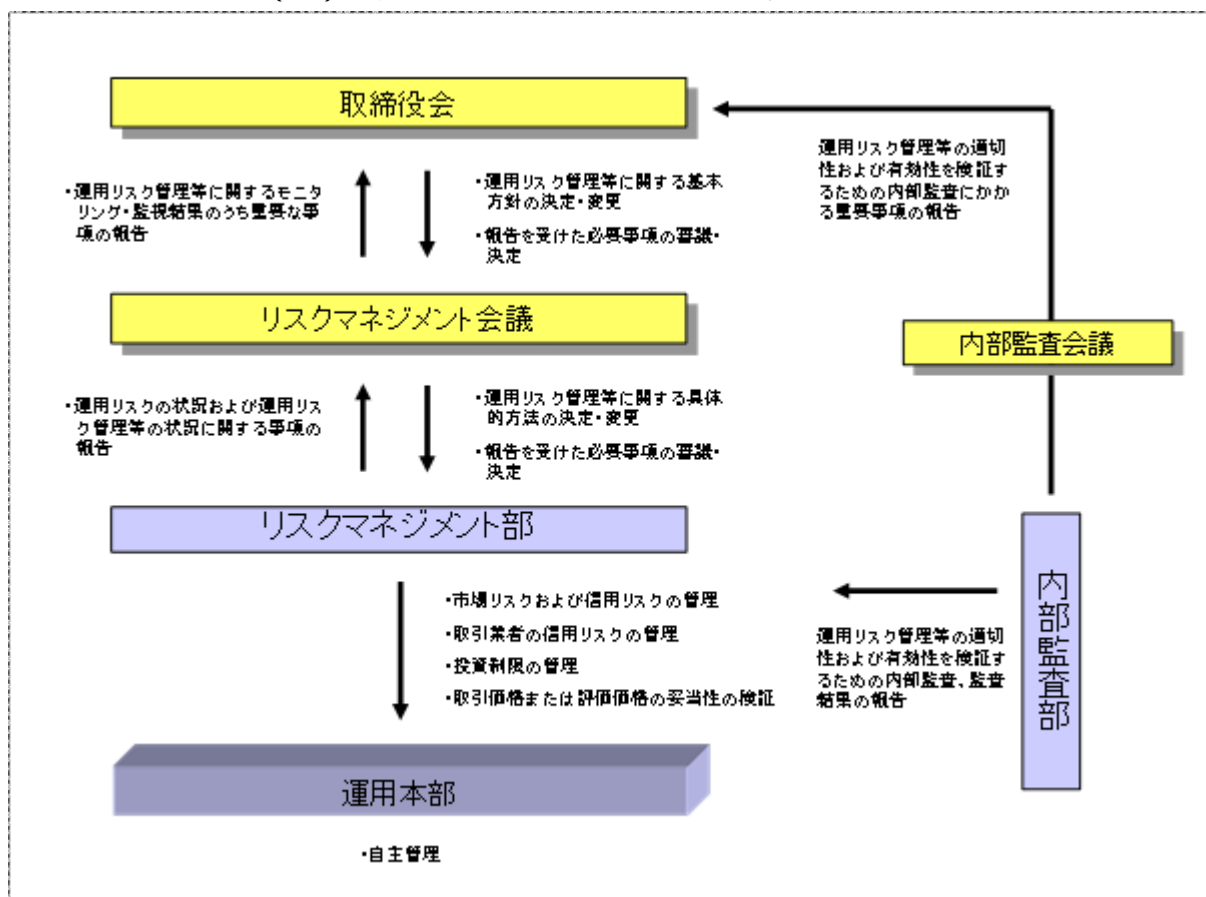 取締役会
・運用リスク管理等に関するモニ
タリング・監視結果のうち重要な事
項の報告
・運用リスク管理等に関する基本
方針の決定・変更
・報告を受けた必要事項の審議・
決定
運用リスク管理等の適切
性および有効性を検証す
るための内部監査にかか
る重要事項の報告
リスクマネジメント会議
内部監査会議
・運用リスクの状況および運用リス
ク管理等の状況に関する事項の
報告
・運用リスク管理等に関する具体
的方法の決定・変更
・報告を受けた必要事項の審議・
決定
リスクマネジメント部
・市場リスクおよび信用リスクの管理
・取引業者の信用リスクの管理
・投資制限の管理
・取引価格または評価価格の妥当性の検証
運用リスク管理等の適切
性および有効性を検証す
るための内部監査、監査
結果の報告
内部監査部
運用本部
・自主管理